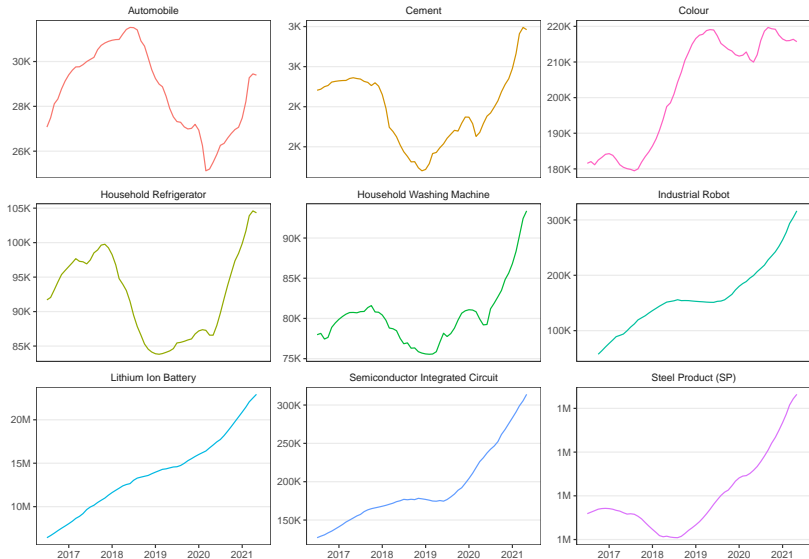 Automobile
Cement
Colour
30K
28K
26K
3K
3K
2K
2K
220K
210K
200K
190K
180K
Household Refrigerator
Household Washing Machine
Industrial Robot
105K
100K
95K
90K
85K
90K
85K
80K
75K
300K
200K
100K
Lithium Ion Battery
Semiconductor Integrated Circuit
Steel Product (SP)
20M
15M
10M
300K
250K
200K
150K
1M
1M
1M
1M
2017 2018 2019 2020 2021
2017 2018 2019 2020 2021
2017 2018 2019 2020 2021